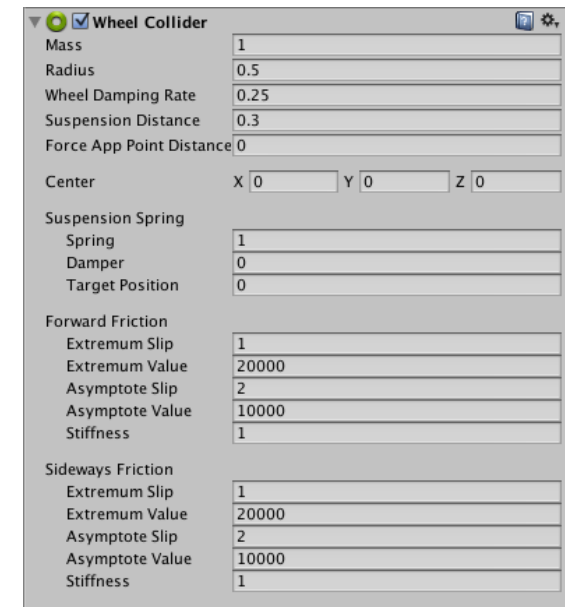 Wheel Collider
Mass 1
Radius 0.5
Wheel Damping Rate 0.25
Suspension Distance 0.3
Force App Point Distance 0
Center X 0 Y 0 Z 0
Suspension Spring
Spring 1
Damper 0
Target Position 0
Forward Friction
Extremum Slip 1
Extremum Value 20000
Asymptote Slip 2
Asymptote Value 10000
Stiffness 1
Sideways Friction
Extremum Slip 1
Extremum Value 20000
Asymptote Slip 2
Asymptote Value 10000
Stiffness 1